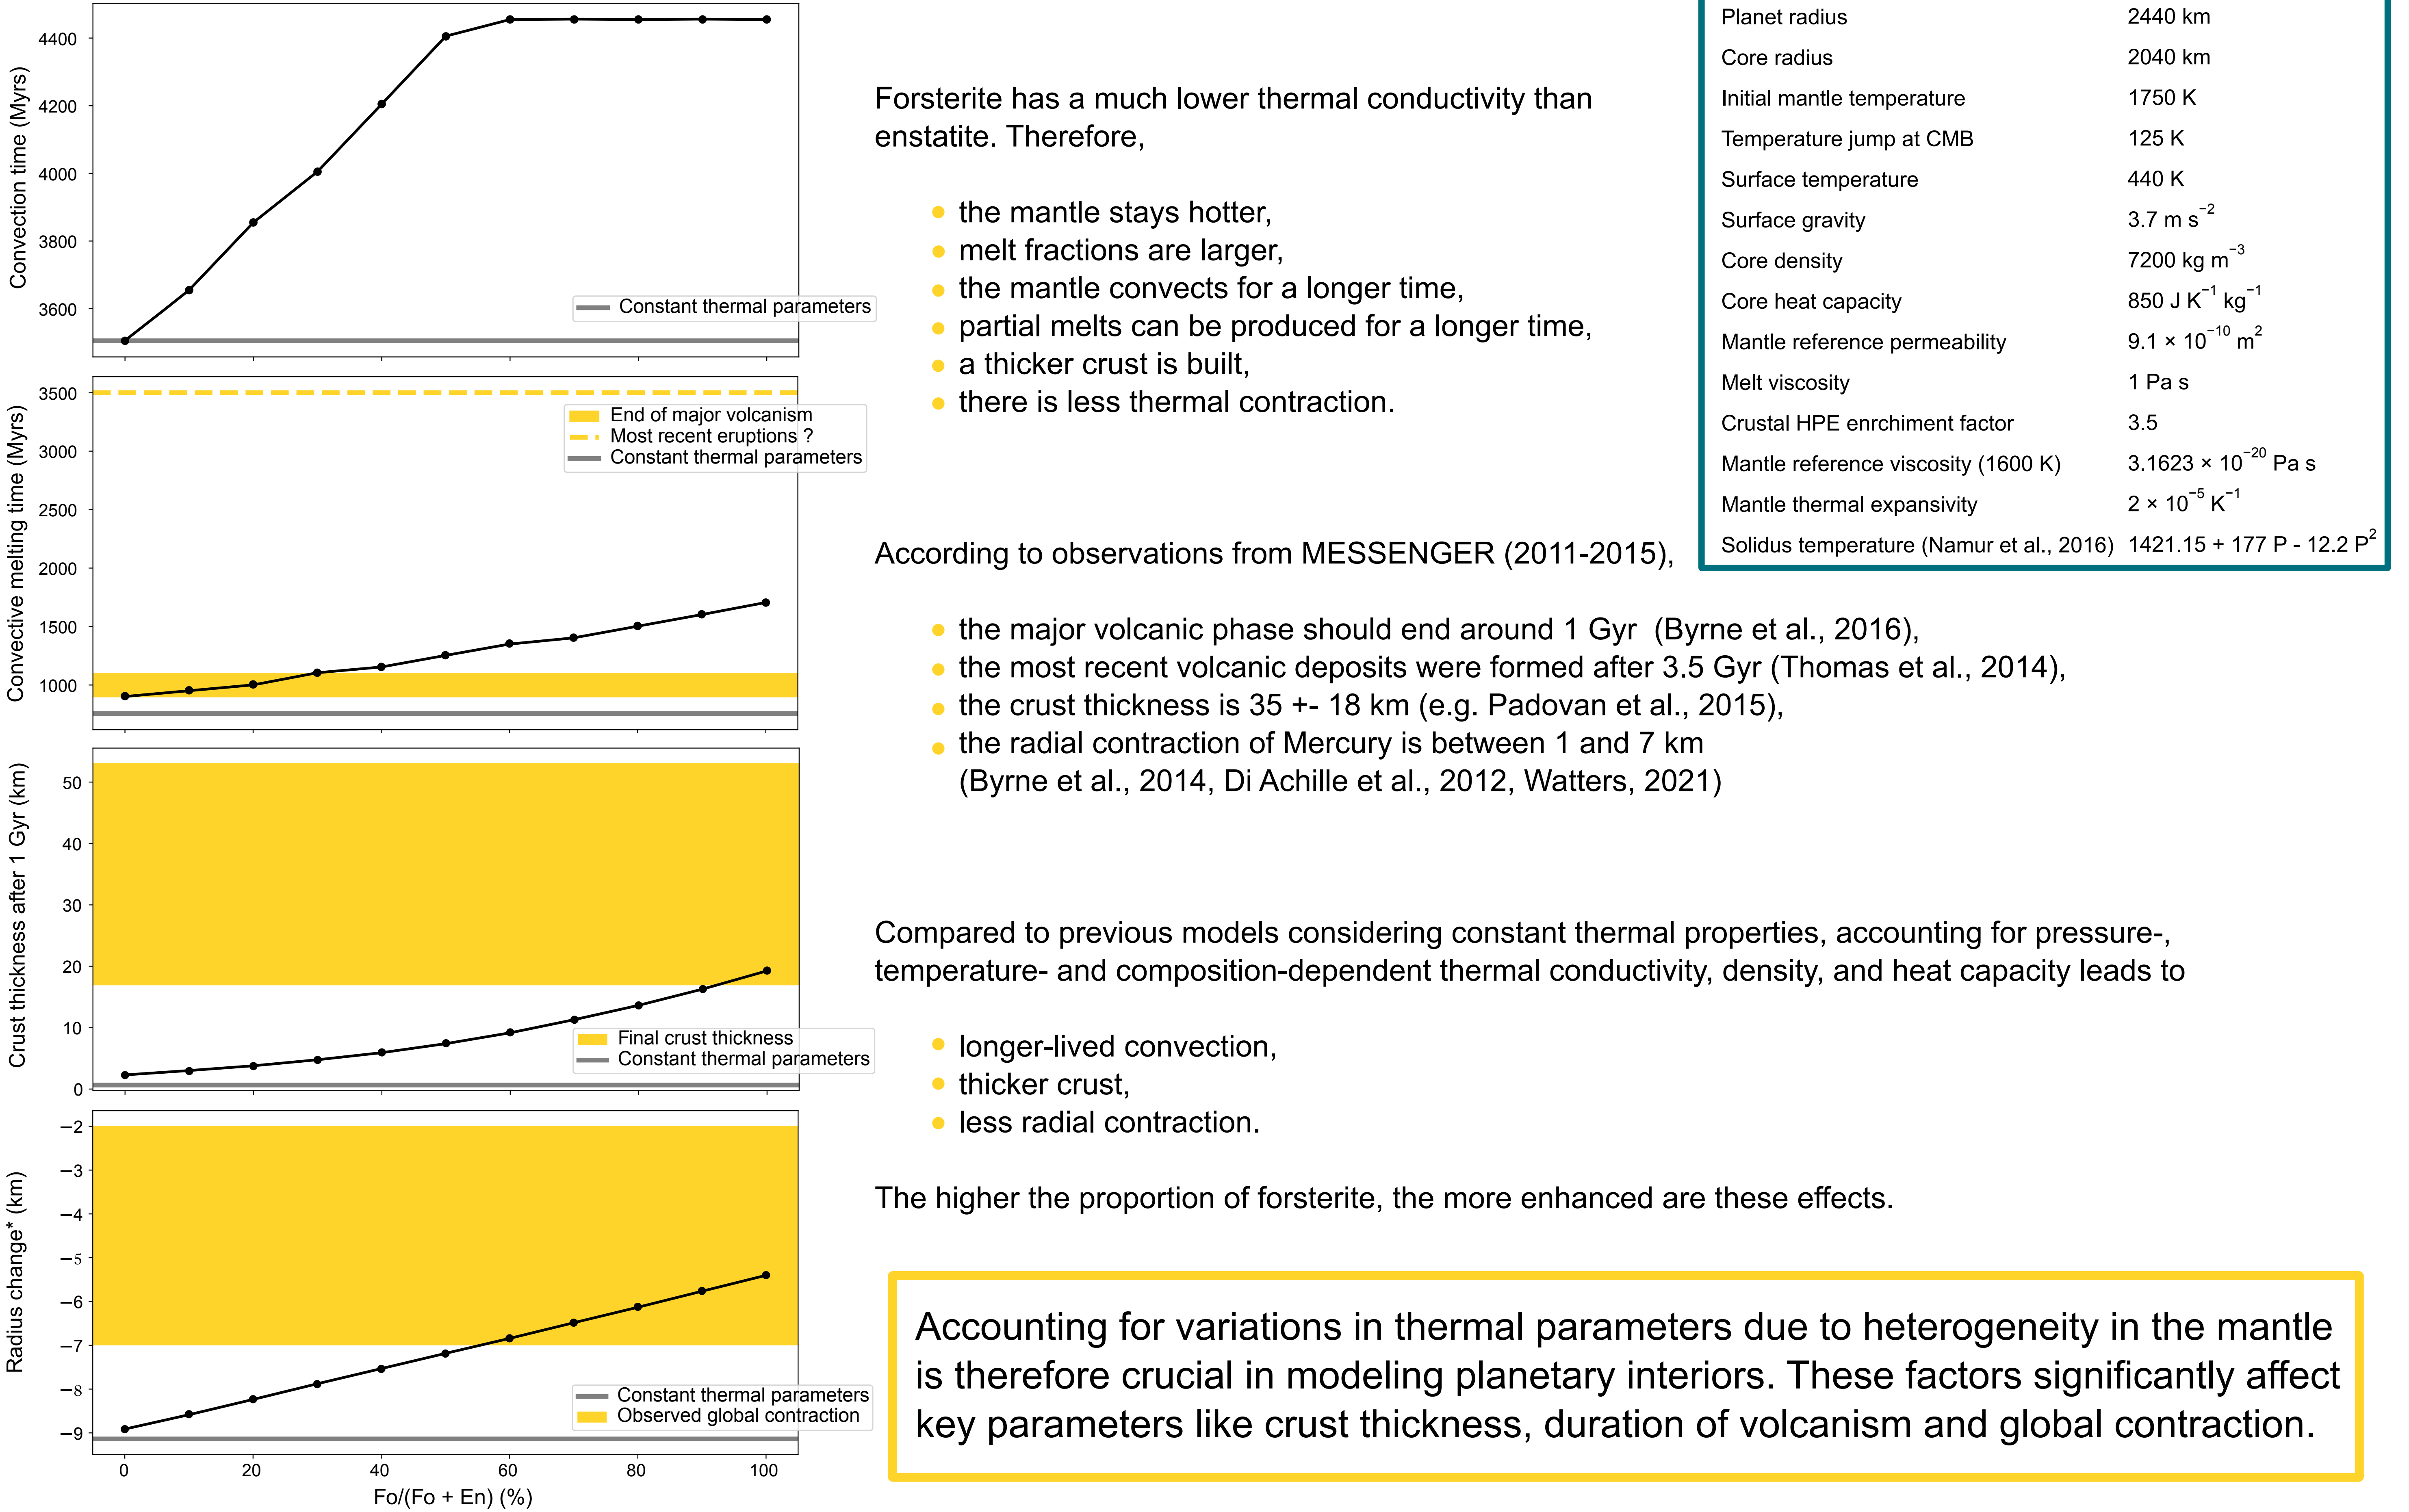 Convection time (Myrs)
4400
4200
4000
3800
3600
Constant thermal parameters
Convective melting time (Myrs)
3500
3000
2500
2000
1500
1000
End of major volcanism
Most recent eruptions ?
Constant thermal parameters
Crust thickness after 1 Gyr (km)
50
40
30
20
10
0
Final crust thickness
Constant thermal parameters
Radius change* (km)
−2
−3
−4
−5
−6
−7
−8
−9
Constant thermal parameters
Observed global contraction
0 20 40 60 80 100
Fo/(Fo + En) (%)
Forsterite has a much lower thermal conductivity than
enstatite. Therefore,
the mantle stays hotter,
melt fractions are larger,
the mantle convects for a longer time,
partial melts can be produced for a longer time,
a thicker crust is built,
there is less thermal contraction.
Planet radius 2440 km
Core radius 2040 km
Initial mantle temperature 1750 K
Temperature jump at CMB 125 K
Surface temperature 440 K
Surface gravity 3.7 m s⁻²
Core density 7200 kg m⁻³
Core heat capacity 850 J K⁻¹ kg⁻¹
Mantle reference permeability 9.1 × 10⁻¹⁰ m²
Melt viscosity 1 Pa s
Crustal HPE enrchiment factor 3.5
Mantle reference viscosity (1600 K) 3.1623 × 10⁻²⁰ Pa s
Mantle thermal expansivity 2 × 10⁻⁵ K⁻¹
Solidus temperature (Namur et al., 2016) 1421.15 + 177 P - 12.2 P²
According to observations from MESSENGER (2011-2015),
the major volcanic phase should end around 1 Gyr (Byrne et al., 2016),
the most recent volcanic deposits were formed after 3.5 Gyr (Thomas et al., 2014),
the crust thickness is 35 +- 18 km (e.g. Padovan et al., 2015),
the radial contraction of Mercury is between 1 and 7 km
(Byrne et al., 2014, Di Achille et al., 2012, Watters, 2021)
Compared to previous models considering constant thermal properties, accounting for pressure-,
temperature- and composition-dependent thermal conductivity, density, and heat capacity leads to
longer-lived convection,
thicker crust,
less radial contraction.
The higher the proportion of forsterite, the more enhanced are these effects.
Accounting for variations in thermal parameters due to heterogeneity in the mantle
is therefore crucial in modeling planetary interiors. These factors significantly affect
key parameters like crust thickness, duration of volcanism and global contraction.